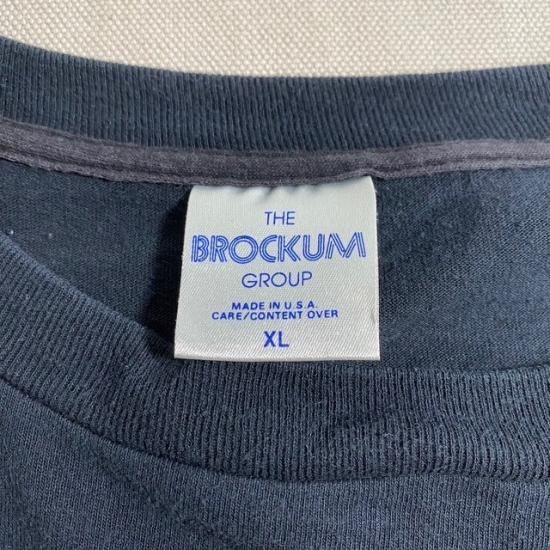 THE
BROCKUM
GROUP
MADE IN U.S.A.
CARE/CONTENT OVER
XL